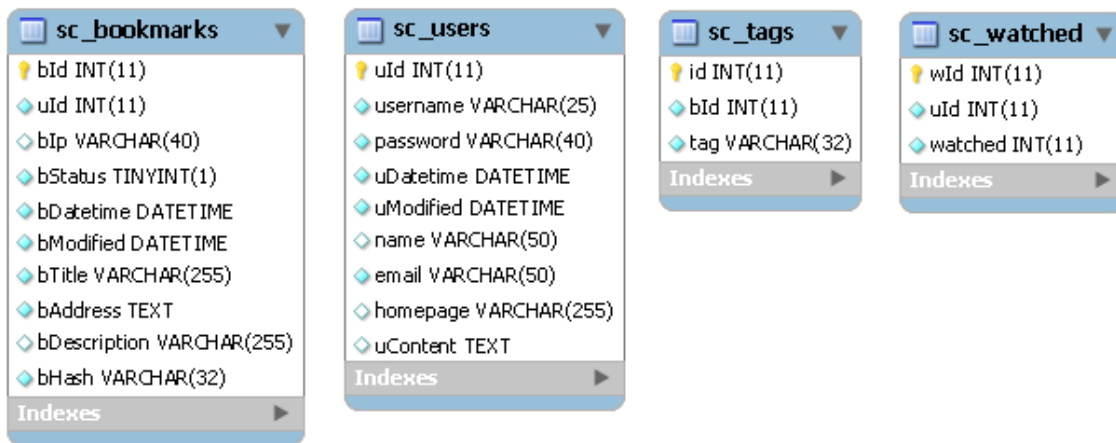 sc_bookmarks
bId INT(11)
uId INT(11)
bIp VARCHAR(40)
bStatus TINYINT(1)
bDatetime DATETIME
bModified DATETIME
bTitle VARCHAR(255)
bAddress TEXT
bDescription VARCHAR(255)
bHash VARCHAR(32)
Indexes
sc_users
uId INT(11)
username VARCHAR(25)
password VARCHAR(40)
uDatetime DATETIME
uModified DATETIME
name VARCHAR(50)
email VARCHAR(50)
homepage VARCHAR(255)
uContent TEXT
Indexes
sc_tags
id INT(11)
bId INT(11)
tag VARCHAR(32)
Indexes
sc_watched
wId INT(11)
uId INT(11)
watched INT(11)
Indexes